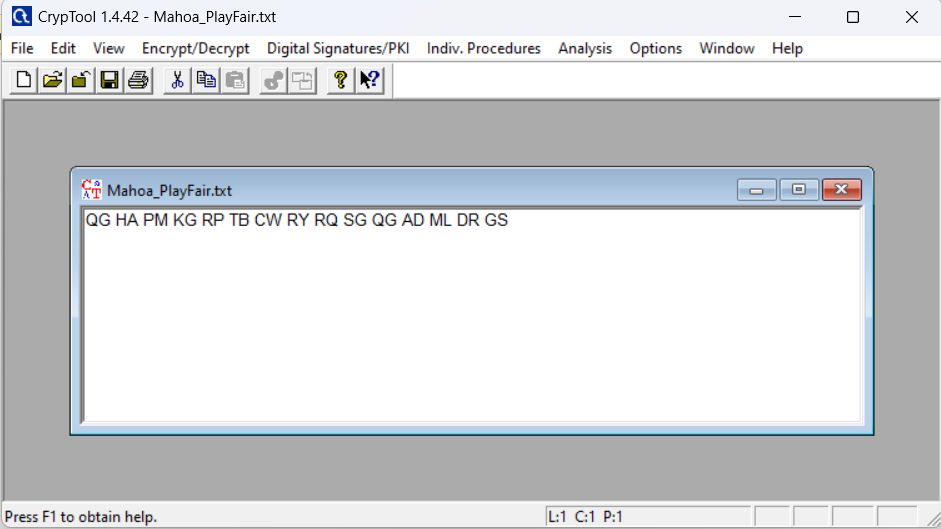 CrypTool 1.4.42 - Mahoa_PlayFair.txt
File Edit View Encrypt/Decrypt Digital Signatures/PKI Indiv. Procedures Analysis Options Window Help
Mahoa_PlayFair.txt
QG HA PM KG RP TB CW RY RQ SG QG AD ML DR GS
Press F1 to obtain help. L:1 C:1 P:1